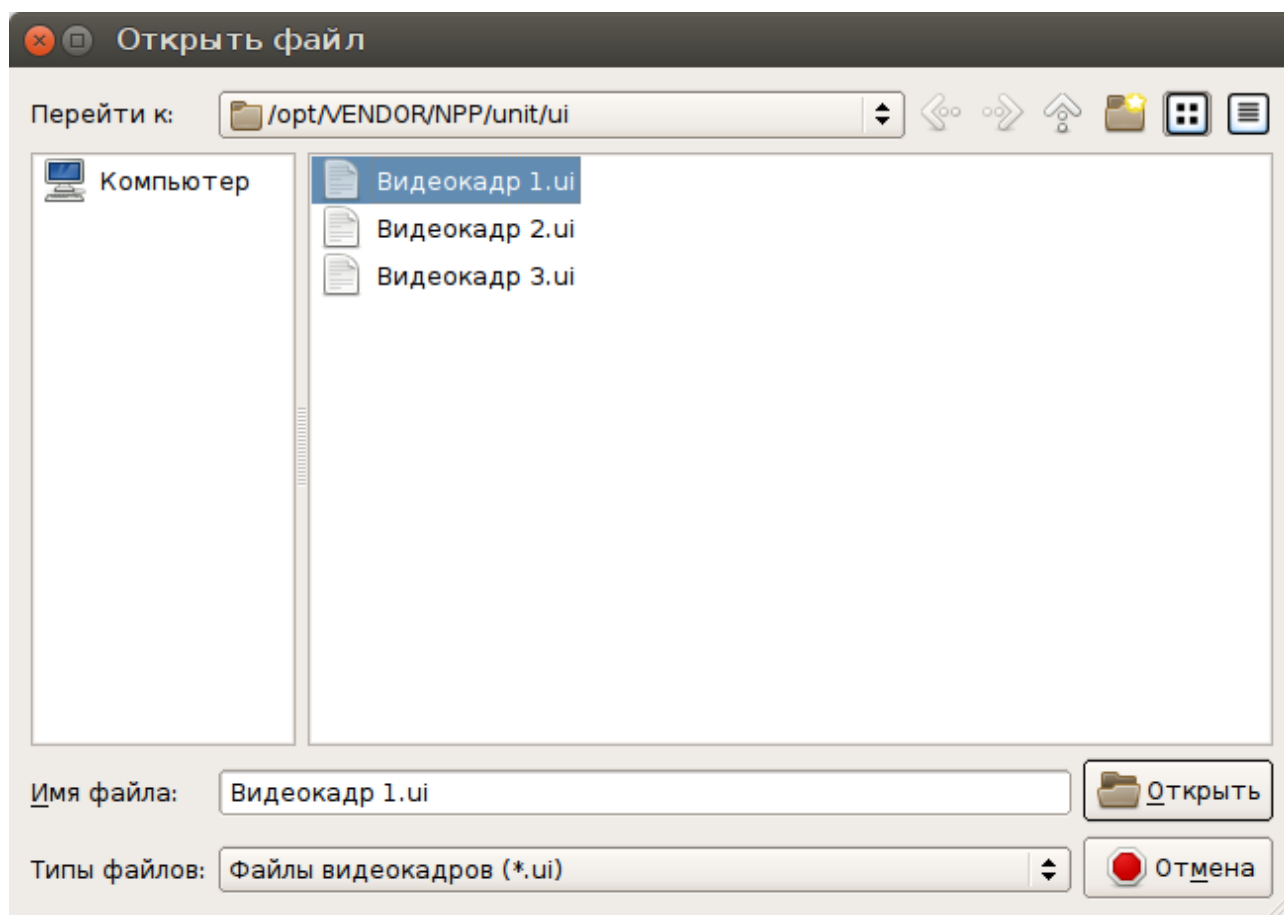 Открыть файл
Перейти к: /opt/VENDOR/NPP/unit/ui
Компьютер
Видеокадр 1.ui
Видеокадр 2.ui
Видеокадр 3.ui
Имя файла: Видеокадр 1.ui Открыть
Типы файлов: Файлы видеокадров (*.ui) Отмена